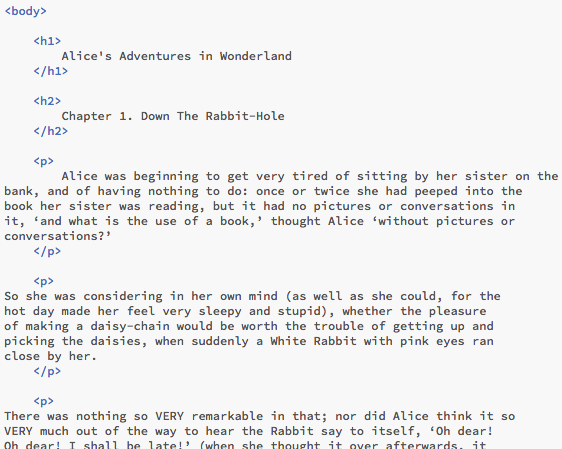 <body>
<h1>
Alice's Adventures in Wonderland
</h1>
<h2>
Chapter 1. Down The Rabbit-Hole
</h2>
<p>
Alice was beginning to get very tired of sitting by her sister on the
bank, and of having nothing to do: once or twice she had peeped into the
book her sister was reading, but it had no pictures or conversations in
it, ‘and what is the use of a book,’ thought Alice ‘without pictures or
conversations?’
</p>
<p>
So she was considering in her own mind (as well as she could, for the
hot day made her feel very sleepy and stupid), whether the pleasure
of making a daisy-chain would be worth the trouble of getting up and
picking the daisies, when suddenly a White Rabbit with pink eyes ran
close by her.
</p>
<p>
There was nothing so VERY remarkable in that; nor did Alice think it so
VERY much out of the way to hear the Rabbit say to itself, ‘Oh dear!
Oh dear! I shall be late!’ (when she thought it over afterwards, it